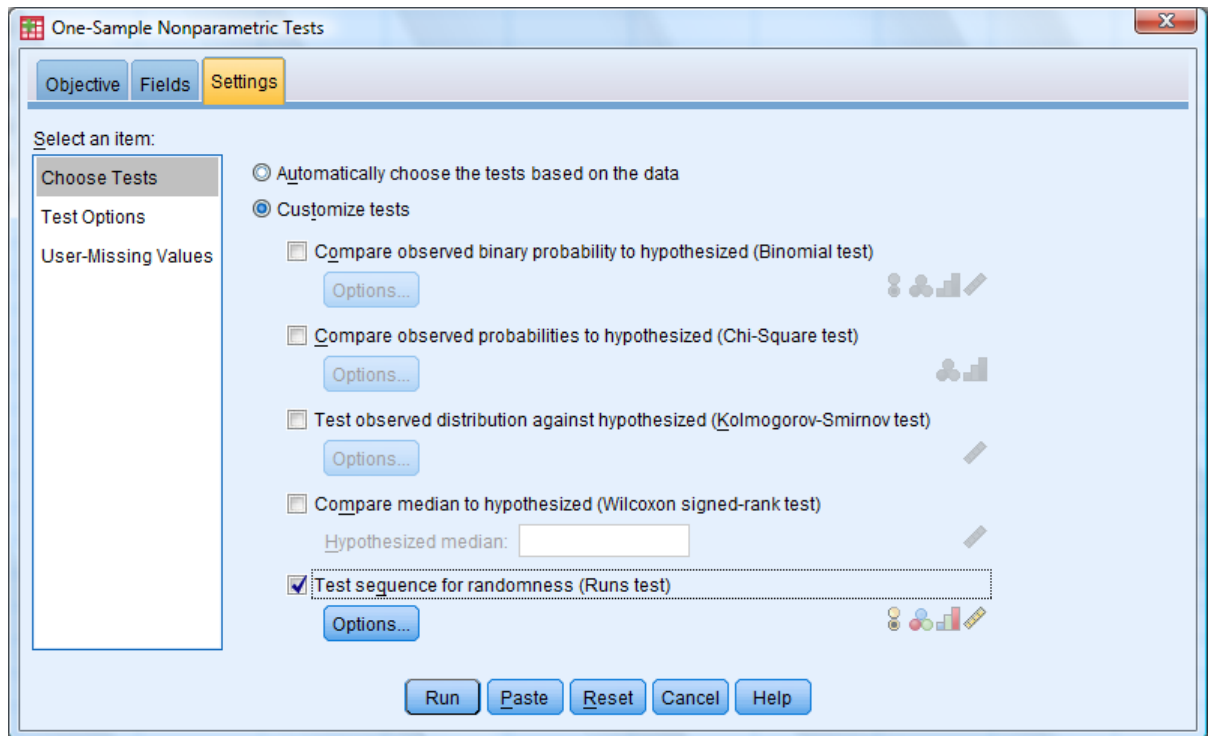 One-Sample Nonparametric Tests
Objective Fields Settings
Select an item:
Choose Tests
Test Options
User-Missing Values
Automatically choose the tests based on the data
Customize tests
Compare observed binary probability to hypothesized (Binomial test)
Options...
Compare observed probabilities to hypothesized (Chi-Square test)
Options...
Test observed distribution against hypothesized (Kolmogorov-Smirnov test)
Options...
Compare median to hypothesized (Wilcoxon signed-rank test)
Hypothesized median:
Test sequence for randomness (Runs test)
Options...
Run Paste Reset Cancel Help